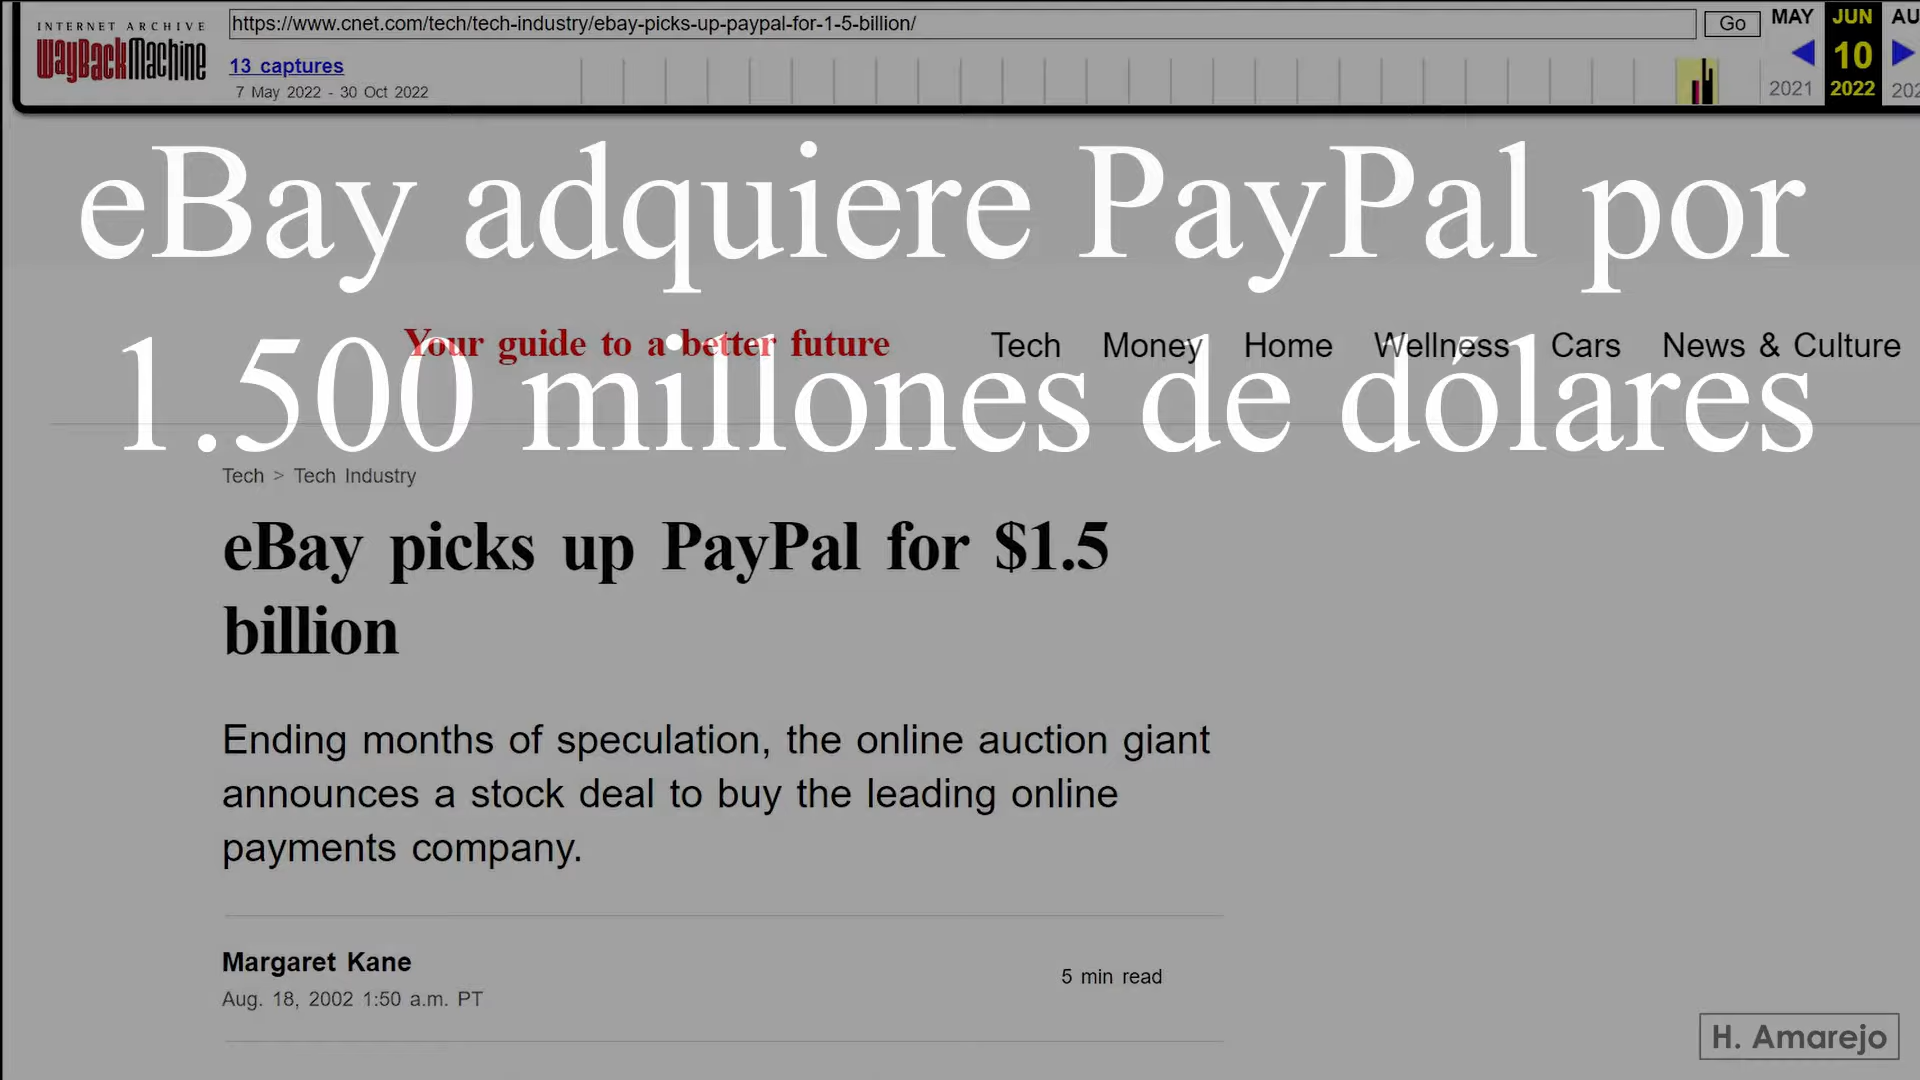 INTERNET ARCHIVE
WayBackMachine
https://www.cnet.com/tech/tech-industry/ebay-picks-up-paypal-for-1-5-billion/
Go
13 captures
7 May 2022 - 30 Oct 2022
MAY JUN AU
10
2021 2022 202
eBay adquiere PayPal por
1.500 millones de dólares
Your guide to a better future
Tech Money Home Wellness Cars News & Culture
Tech > Tech Industry
eBay picks up PayPal for $1.5
billion
Ending months of speculation, the online auction giant
announces a stock deal to buy the leading online
payments company.
Margaret Kane
Aug. 18, 2002 1:50 a.m. PT
5 min read
H. Amarejo